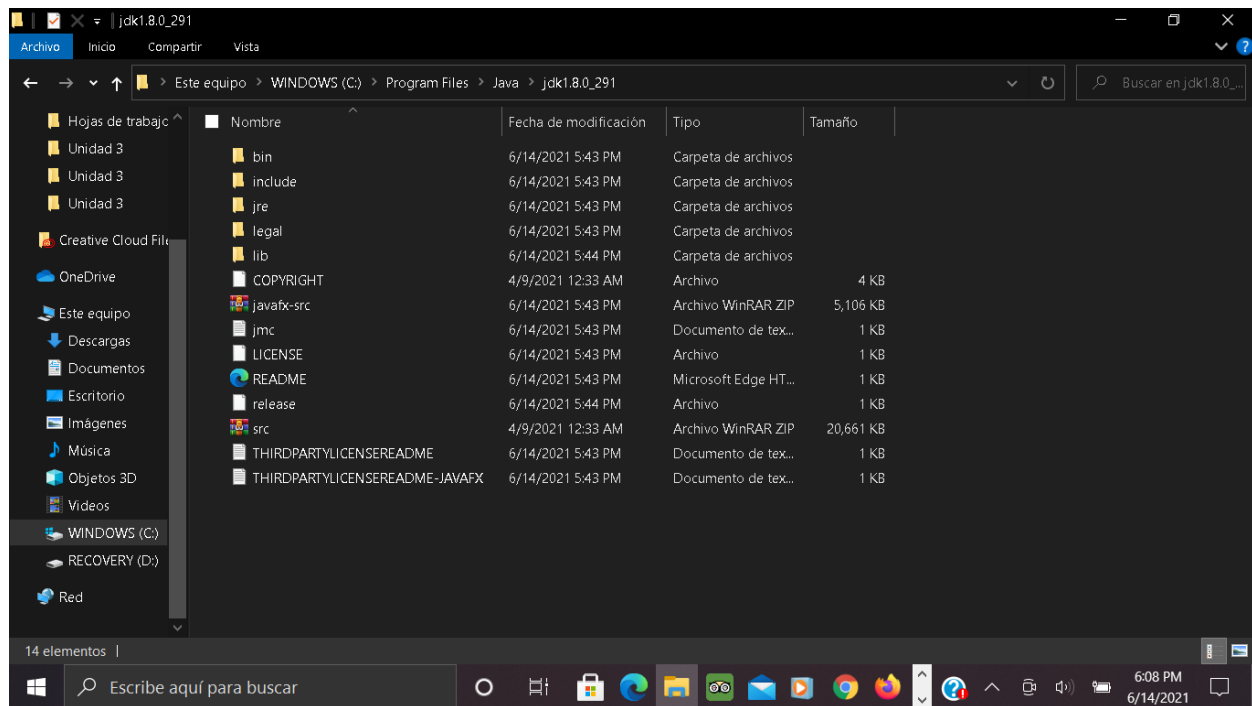 jdk1.8.0_291
Archivo Inicio Compartir Vista
Este equipo > WINDOWS (C:) > Program Files > Java > jdk1.8.0_291
Buscar en jdk1.8.0_...
Hojas de trabajo
Unidad 3
Unidad 3
Unidad 3
Creative Cloud File
OneDrive
Este equipo
Descargas
Documentos
Escritorio
Imágenes
Música
Objetos 3D
Videos
WINDOWS (C:)
RECOVERY (D:)
Red
Nombre Fecha de modificación Tipo Tamaño
bin 6/14/2021 5:43 PM Carpeta de archivos
include 6/14/2021 5:43 PM Carpeta de archivos
jre 6/14/2021 5:43 PM Carpeta de archivos
legal 6/14/2021 5:43 PM Carpeta de archivos
lib 6/14/2021 5:44 PM Carpeta de archivos
COPYRIGHT 4/9/2021 12:33 AM Archivo 4 KB
javafx-src 6/14/2021 5:43 PM Archivo WinRAR ZIP 5,106 KB
jmc 6/14/2021 5:43 PM Documento de tex... 1 KB
LICENSE 6/14/2021 5:43 PM Archivo 1 KB
README 6/14/2021 5:43 PM Microsoft Edge HT... 1 KB
release 6/14/2021 5:44 PM Archivo 1 KB
src 4/9/2021 12:33 AM Archivo WinRAR ZIP 20,661 KB
THIRDPARTYLICENSEREADME 6/14/2021 5:43 PM Documento de tex... 1 KB
THIRDPARTYLICENSEREADME-JAVAFX 6/14/2021 5:43 PM Documento de tex... 1 KB
14 elementos
Escribe aquí para buscar
6:08 PM
6/14/2021